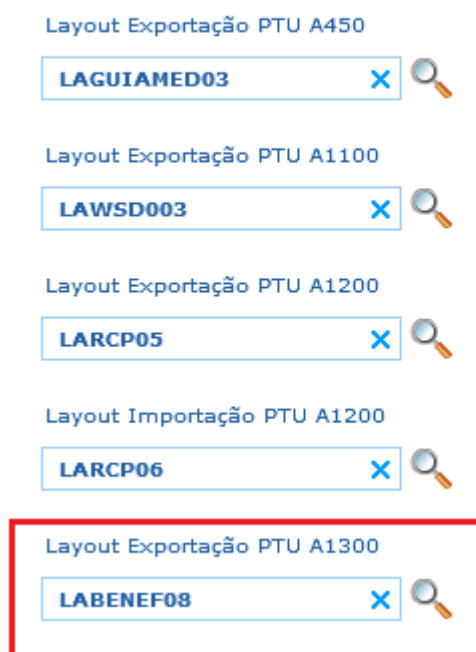 Layout Exportação PTU A450
LAGUIAMED03
Layout Exportação PTU A1100
LAWSD003
Layout Exportação PTU A1200
LARCP05
Layout Importação PTU A1200
LARCP06
Layout Exportação PTU A1300
LABENEF08